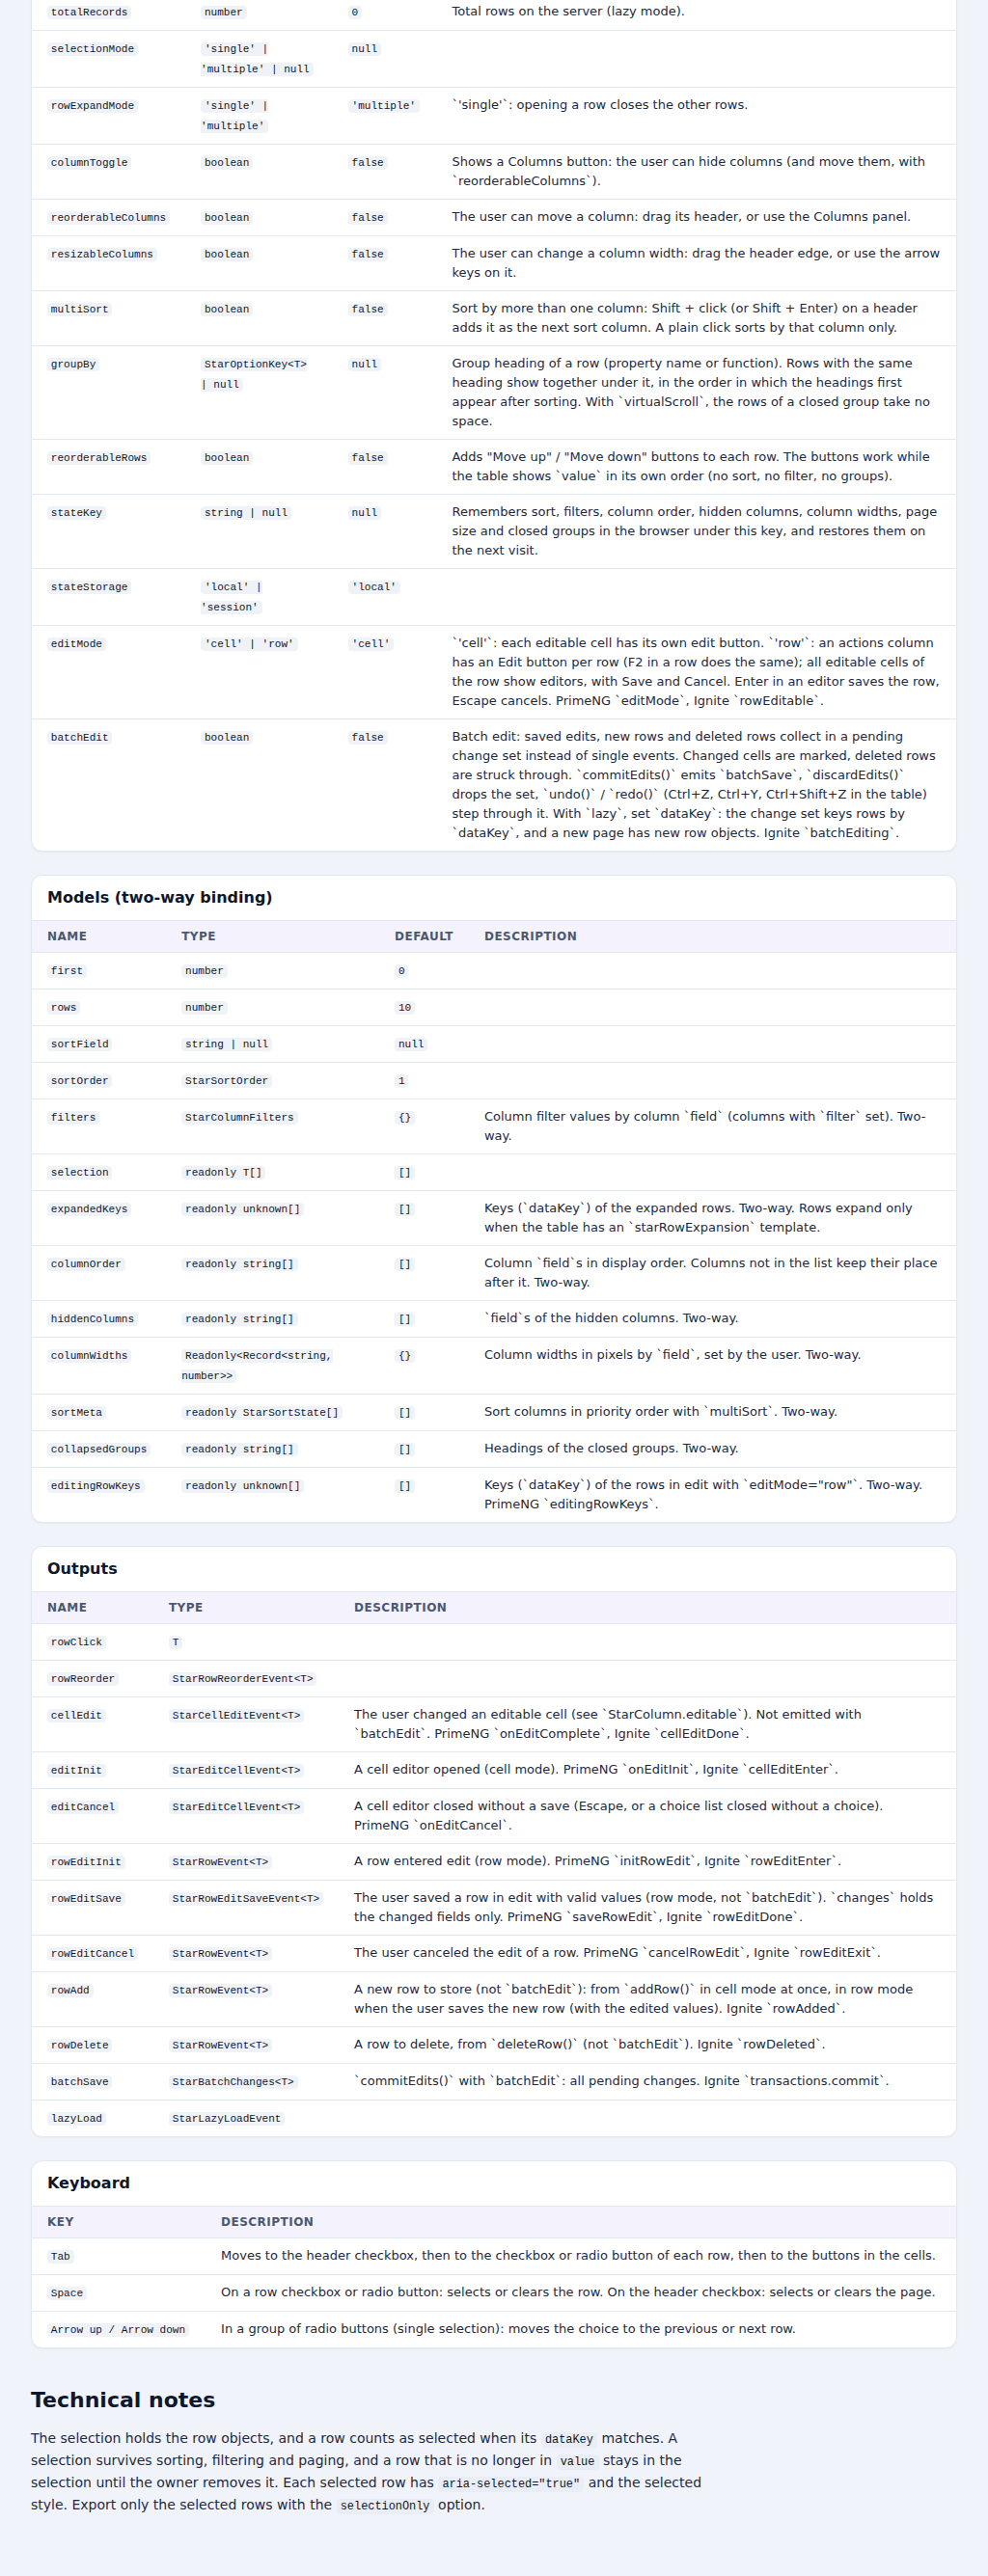 totalRecords number 0 Total rows on the server (lazy mode).
selectionMode 'single' | null
'multiple' | null
rowExpandMode 'single' | 'multiple' `'single'`: opening a row closes the other rows.
'multiple'
columnToggle boolean false Shows a Columns button: the user can hide columns (and move them, with
`reorderableColumns`).
reorderableColumns boolean false The user can move a column: drag its header, or use the Columns panel.
resizableColumns boolean false The user can change a column width: drag the header edge, or use the arrow
keys on it.
multiSort boolean false Sort by more than one column: Shift + click (or Shift + Enter) on a header
adds it as the next sort column. A plain click sorts by that column only.
groupBy StarOptionKey<T> null Group heading of a row (property name or function). Rows with the same
| null heading show together under it, in the order in which the headings first
appear after sorting. With `virtualScroll`, the rows of a closed group take no
space.
reorderableRows boolean false Adds "Move up" / "Move down" buttons to each row. The buttons work while
the table shows `value` in its own order (no sort, no filter, no groups).
stateKey string | null null Remembers sort, filters, column order, hidden columns, column widths, page
size and closed groups in the browser under this key, and restores them on
the next visit.
stateStorage 'local' | 'local'
'session'
editMode 'cell' | 'row' 'cell' `'cell'`: each editable cell has its own edit button. `'row'`: an actions column
has an Edit button per row (F2 in a row does the same); all editable cells of
the row show editors, with Save and Cancel. Enter in an editor saves the row,
Escape cancels. PrimeNG `editMode`, Ignite `rowEditable`.
batchEdit boolean false Batch edit: saved edits, new rows and deleted rows collect in a pending
change set instead of single events. Changed cells are marked, deleted rows
are struck through. `commitEdits()` emits `batchSave`, `discardEdits()`
drops the set, `undo()` / `redo()` (Ctrl+Z, Ctrl+Y, Ctrl+Shift+Z in the table)
step through it. With `lazy`, set `dataKey`: the change set keys rows by
`dataKey`, and a new page has new row objects. Ignite `batchEditing`.
Models (two-way binding)
NAME TYPE DEFAULT DESCRIPTION
first number 0
rows number 10
sortField string | null null
sortOrder StarSortOrder 1
filters StarColumnFilters {} Column filter values by column `field` (columns with `filter` set). Two-
way.
selection readonly T[] []
expandedKeys readonly unknown[] [] Keys (`dataKey`) of the expanded rows. Two-way. Rows expand only
when the table has an `starRowExpansion` template.
columnOrder readonly string[] [] Column `field`s in display order. Columns not in the list keep their place
after it. Two-way.
hiddenColumns readonly string[] [] `field`s of the hidden columns. Two-way.
columnWidths Readonly<Record<string, {} Column widths in pixels by `field`, set by the user. Two-way.
number>>
sortMeta readonly StarSortState[] [] Sort columns in priority order with `multiSort`. Two-way.
collapsedGroups readonly string[] [] Headings of the closed groups. Two-way.
editingRowKeys readonly unknown[] [] Keys (`dataKey`) of the rows in edit with `editMode="row"`. Two-way.
PrimeNG `editingRowKeys`.
Outputs
NAME TYPE DESCRIPTION
rowClick T
rowReorder StarRowReorderEvent<T>
cellEdit StarCellEditEvent<T> The user changed an editable cell (see `StarColumn.editable`). Not emitted with
`batchEdit`. PrimeNG `onEditComplete`, Ignite `cellEditDone`.
editInit StarEditCellEvent<T> A cell editor opened (cell mode). PrimeNG `onEditInit`, Ignite `cellEditEnter`.
editCancel StarEditCellEvent<T> A cell editor closed without a save (Escape, or a choice list closed without a choice).
PrimeNG `onEditCancel`.
rowEditInit StarRowEvent<T> A row entered edit (row mode). PrimeNG `initRowEdit`, Ignite `rowEditEnter`.
rowEditSave StarRowEditSaveEvent<T> The user saved a row in edit with valid values (row mode, not `batchEdit`). `changes` holds
the changed fields only. PrimeNG `saveRowEdit`, Ignite `rowEditDone`.
rowEditCancel StarRowEvent<T> The user canceled the edit of a row. PrimeNG `cancelRowEdit`, Ignite `rowEditExit`.
rowAdd StarRowEvent<T> A new row to store (not `batchEdit`): from `addRow()` in cell mode at once, in row mode
when the user saves the new row (with the edited values). Ignite `rowAdded`.
rowDelete StarRowEvent<T> A row to delete, from `deleteRow()` (not `batchEdit`). Ignite `rowDeleted`.
batchSave StarBatchChanges<T> `commitEdits()` with `batchEdit`: all pending changes. Ignite `transactions.commit`.
lazyLoad StarLazyLoadEvent
Keyboard
KEY DESCRIPTION
Tab Moves to the header checkbox, then to the checkbox or radio button of each row, then to the buttons in the cells.
Space On a row checkbox or radio button: selects or clears the row. On the header checkbox: selects or clears the page.
Arrow up / Arrow down In a group of radio buttons (single selection): moves the choice to the previous or next row.
Technical notes
The selection holds the row objects, and a row counts as selected when its dataKey matches. A
selection survives sorting, filtering and paging, and a row that is no longer in value stays in the
selection until the owner removes it. Each selected row has aria-selected="true" and the selected
style. Export only the selected rows with the selectionOnly option.